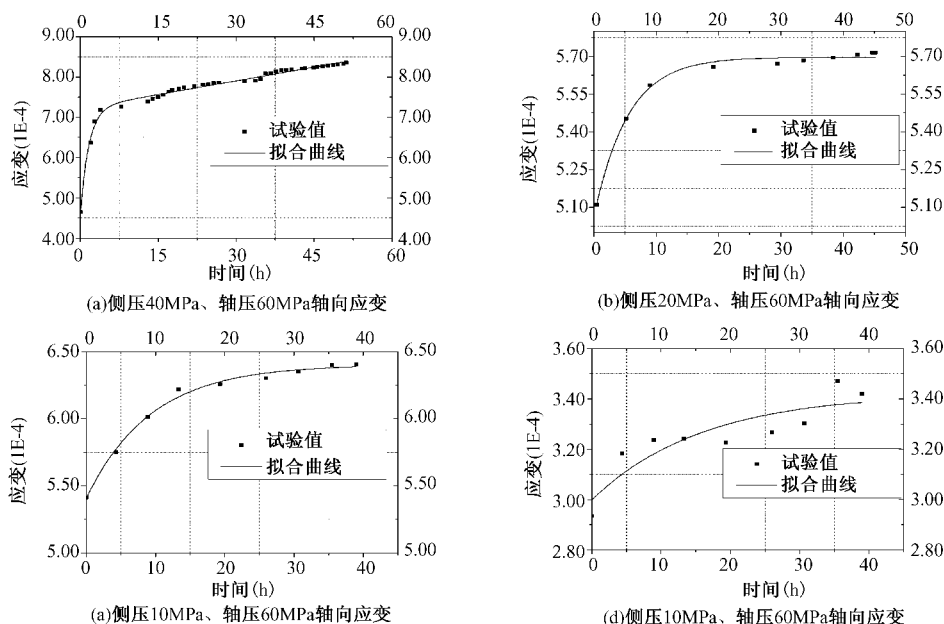 0 15 30 45 60
9.00 9.00
8.00 8.00
7.00 7.00
6.00 6.00
5.00 5.00
4.00 4.00
0 15 30 45 60
应变(1E-4)
试验值
拟合曲线
时间(h)
(a)侧压40MPa、轴压60MPa轴向应变
0 10 20 30 40 50
5.70 5.70
5.55 5.55
5.40 5.40
5.25 5.25
5.10 5.10
0 10 20 30 40 50
应变(1E-4)
试验值
拟合曲线
时间(h)
(b)侧压20MPa、轴压60MPa轴向应变
0 10 20 30 40
6.50 6.50
6.00 6.00
5.50 5.50
5.00 5.00
0 10 20 30 40
应变(1E-4)
试验值
拟合曲线
时间(h)
(a)侧压10MPa、轴压60MPa轴向应变
0 10 20 30 40
3.60 3.60
3.40 3.40
3.20 3.20
3.00 3.00
2.80 2.80
0 10 20 30 40
应变(1E-4)
试验值
拟合曲线
时间(h)
(d)侧压10MPa、轴压60MPa轴向应变